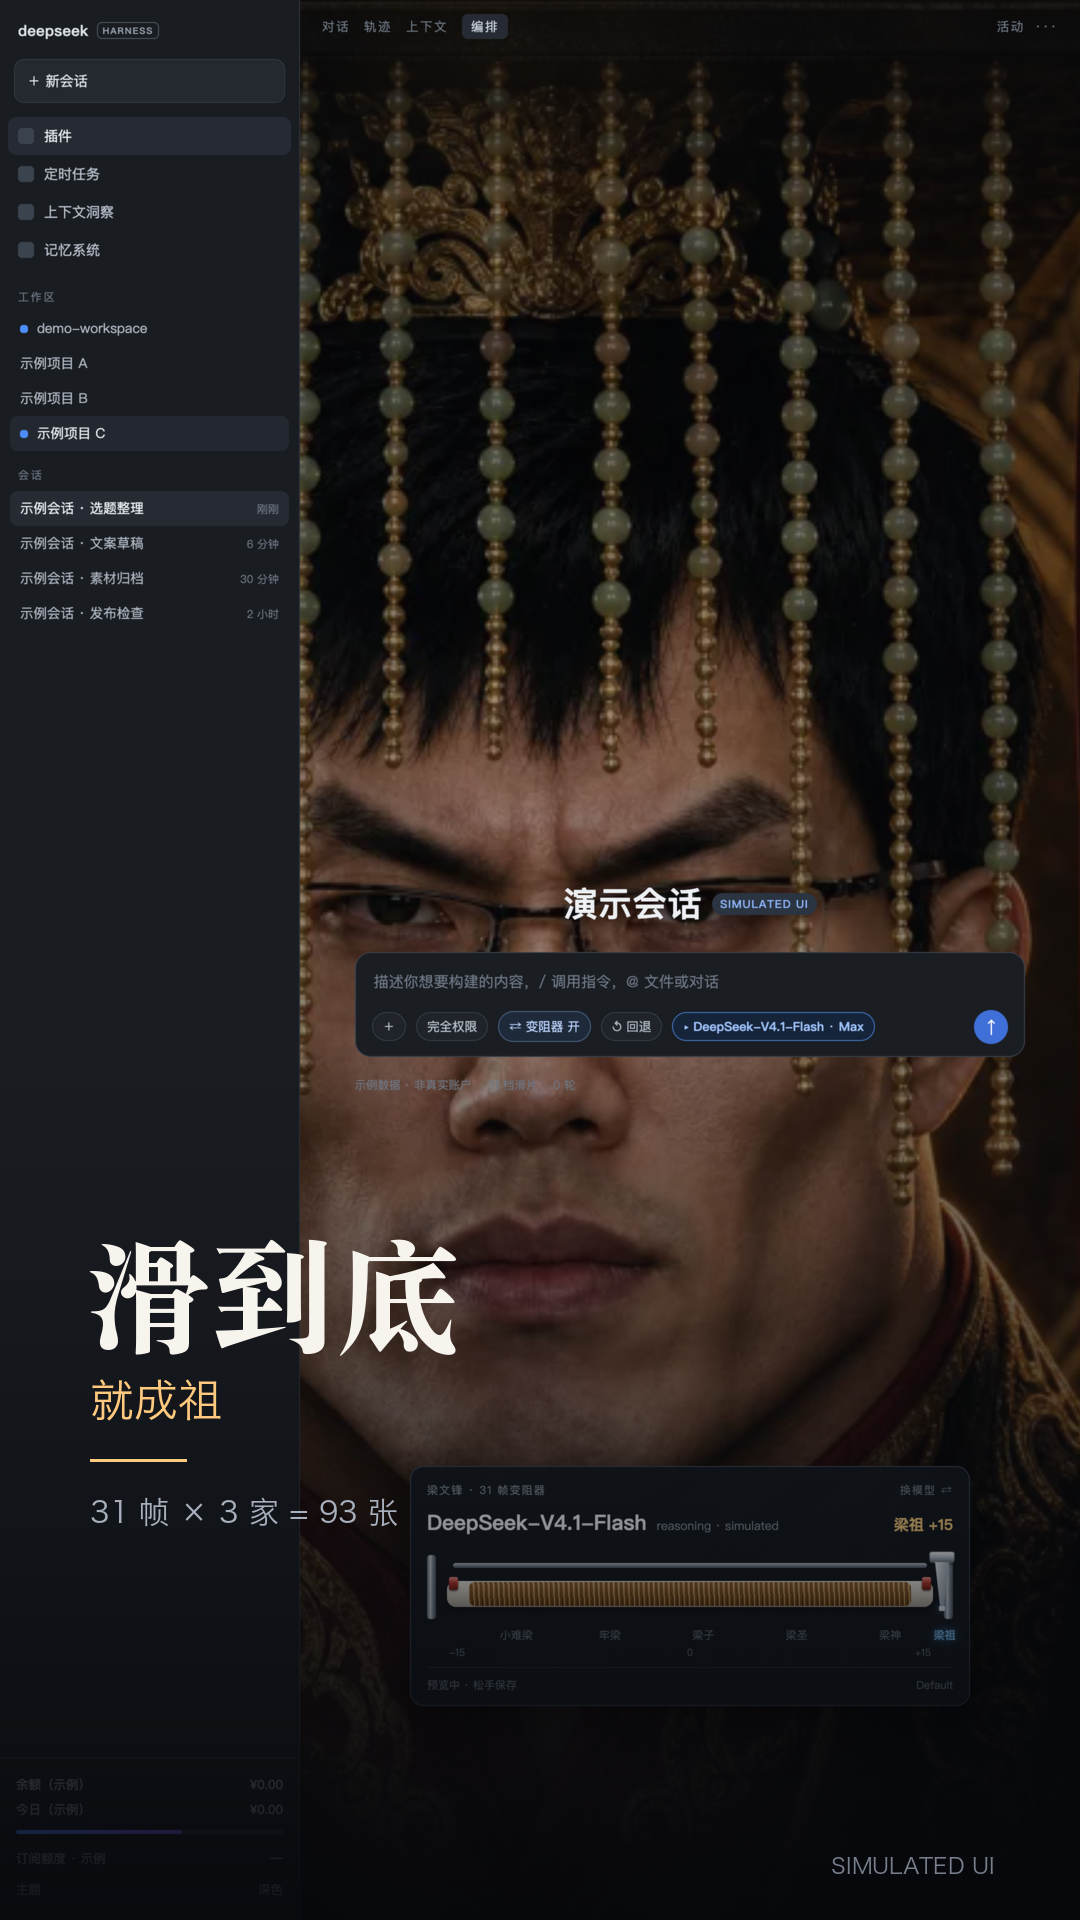 deepseek HARNESS
+ 新会话
插件
定时任务
上下文洞察
记忆系统
工作区
demo-workspace
示例项目 A
示例项目 B
示例项目 C
会话
示例会话 · 选题整理 刚刚
示例会话 · 文案草稿 6 分钟
示例会话 · 素材归档 30 分钟
示例会话 · 发布检查 2 小时
对话 轨迹 上下文 编排
活动 ···
演示会话 SIMULATED UI
描述你想要构建的内容，/ 调用指令，@ 文件或对话
+ 完全权限 ⇄ 变阻器 开 回退 DeepSeek-V4.1-Flash · Max ↑
示例数据 · 非真实账户 档滑片 0 轮
滑到底
就成祖
31 帧 × 3 家 = 93 张
梁文锋 · 31 帧变阻器 换模型 ⇄
DeepSeek-V4.1-Flash reasoning · simulated 梁祖 +15
小难梁 牢梁 梁子 梁圣 梁神 梁祖
-15 0 +15
预览中 · 松手保存 Default
余额（示例） ¥0.00
今日（示例） ¥0.00
订阅额度 · 示例 —
主题 深色
SIMULATED UI